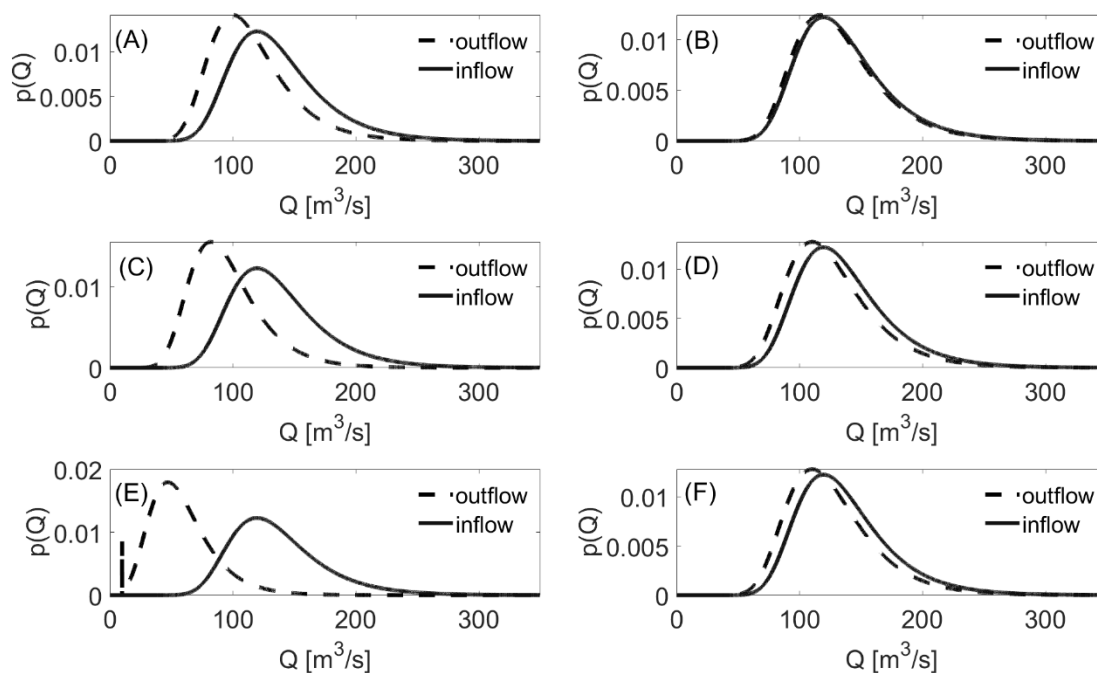 (A)
p(Q)
0.01
0.005
0
outflow
inflow
0 100 200 300
Q [m³/s]
(B)
p(Q)
0.01
0.005
0
outflow
inflow
0 100 200 300
Q [m³/s]
(C)
p(Q)
0.01
0
outflow
inflow
0 100 200 300
Q [m³/s]
(D)
p(Q)
0.01
0.005
0
outflow
inflow
0 100 200 300
Q [m³/s]
(E)
p(Q)
0.02
0.01
0
outflow
inflow
0 100 200 300
Q [m³/s]
(F)
p(Q)
0.01
0.005
0
outflow
inflow
0 100 200 300
Q [m³/s]